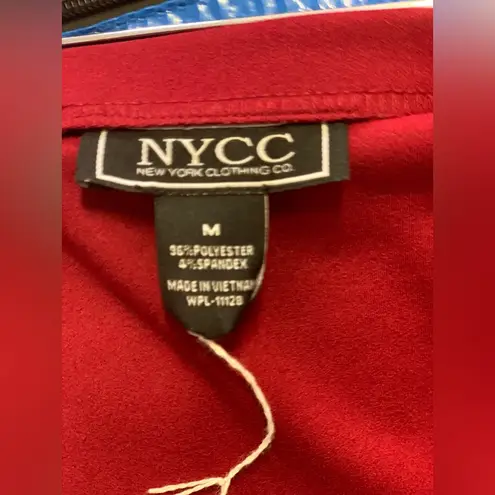 NYCC
NEW YORK CLOTHING CO.
M
96% POLYESTER
4% SPANDEX
MADE IN VIETNAM
WPL-11128